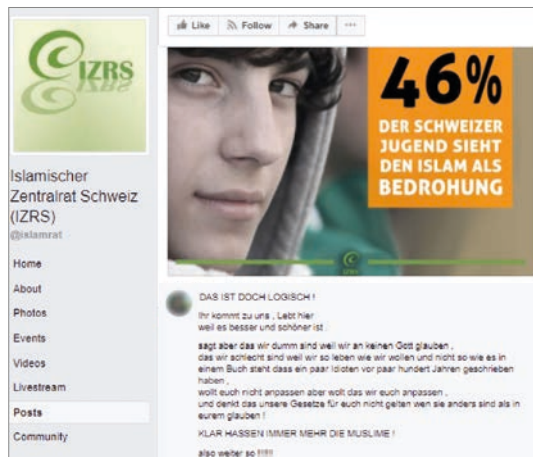 IZRS
Islamischer
Zentralrat Schweiz
(IZRS)
@islamrat
Home
About
Photos
Events
Videos
Livestream
Posts
Community
Like Follow Share ...
46%
DER SCHWEIZER
JUGEND SIEHT
DEN ISLAM ALS
BEDROHUNG
IZRS
DAS IST DOCH LOGISCH !
Ihr kommt zu uns , Lebt hier
weil es besser und schöner ist .
sagt aber das wir dumm sind weil wir an keinen Gott glauben ,
das wir schlecht sind weil wir so leben wie wir wollen und nicht so wie es in
einem Buch steht dass ein paar Idioten vor paar hundert Jahren geschrieben
haben ,
wollt euch nicht anpassen aber wolt das wir euch anpassen ,
und denkt das unsere Gesetze für euch nicht gelten wen sie anders sind als in
eurem glauben !
KLAR HASSEN IMMER MEHR DIE MUSLIME !
also weiter so !!!!!!